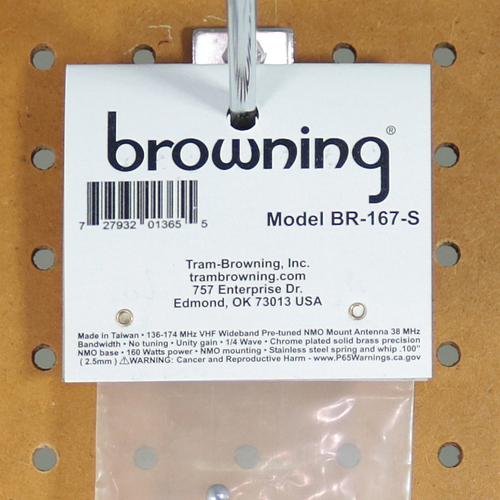 browning®
7 27932 01365 5
Model BR-167-S
Tram-Browning, Inc.
trambrowning.com
757 Enterprise Dr.
Edmond, OK 73013 USA
Made in Taiwan • 136-174 MHz VHF Wideband Pre-tuned NMO Mount Antenna 38 MHz
Bandwidth • No tuning • Unity gain • 1/4 Wave • Chrome plated solid brass precision
NMO base • 160 Watts power • NMO mounting • Stainless steel spring and whip .100"
( 2.5mm ) ⚠WARNING: Cancer and Reproductive Harm - www.P65Warnings.ca.gov